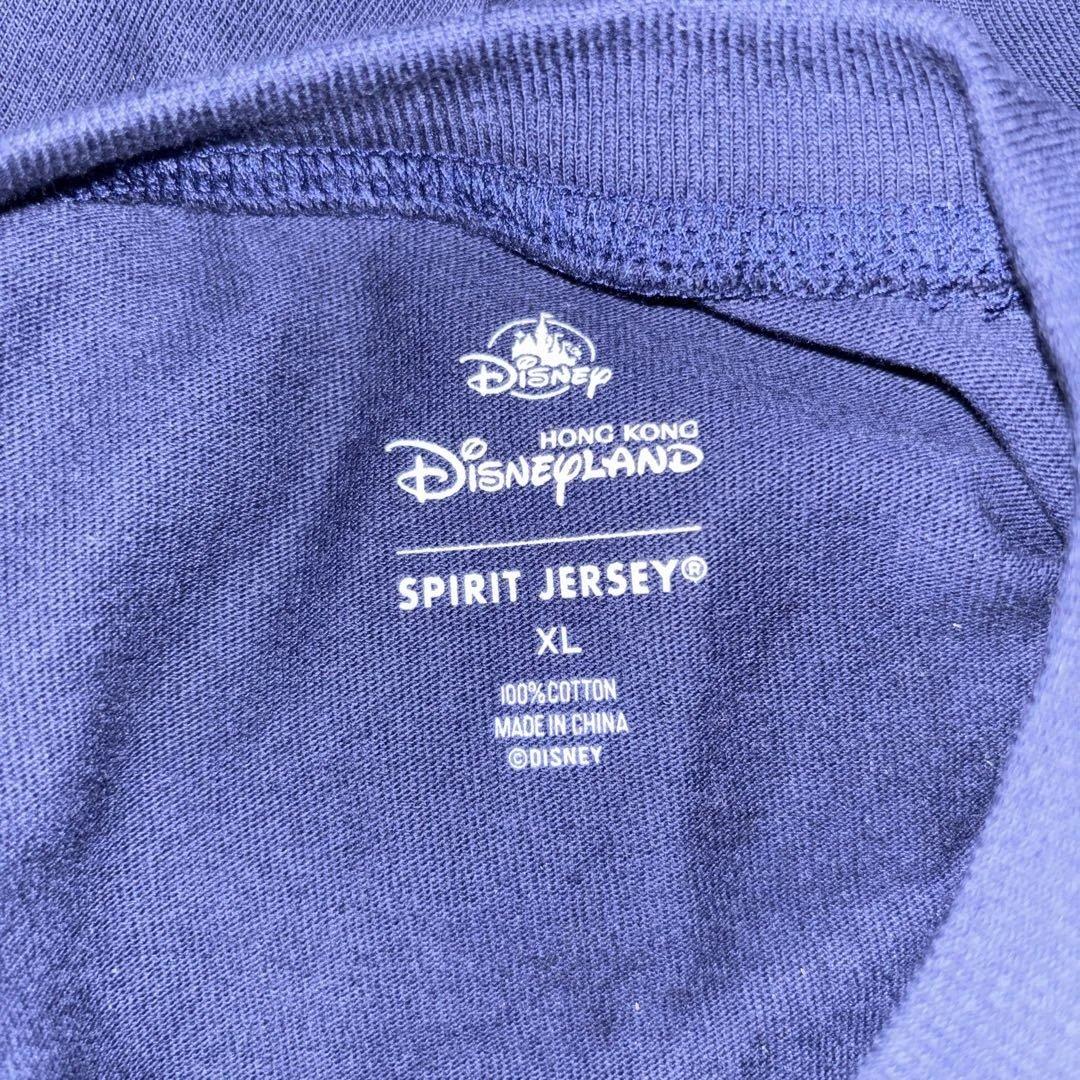 Disney
HONG KONG
Disneyland
SPIRIT JERSEY®
XL
100% COTTON
MADE IN CHINA
©DISNEY